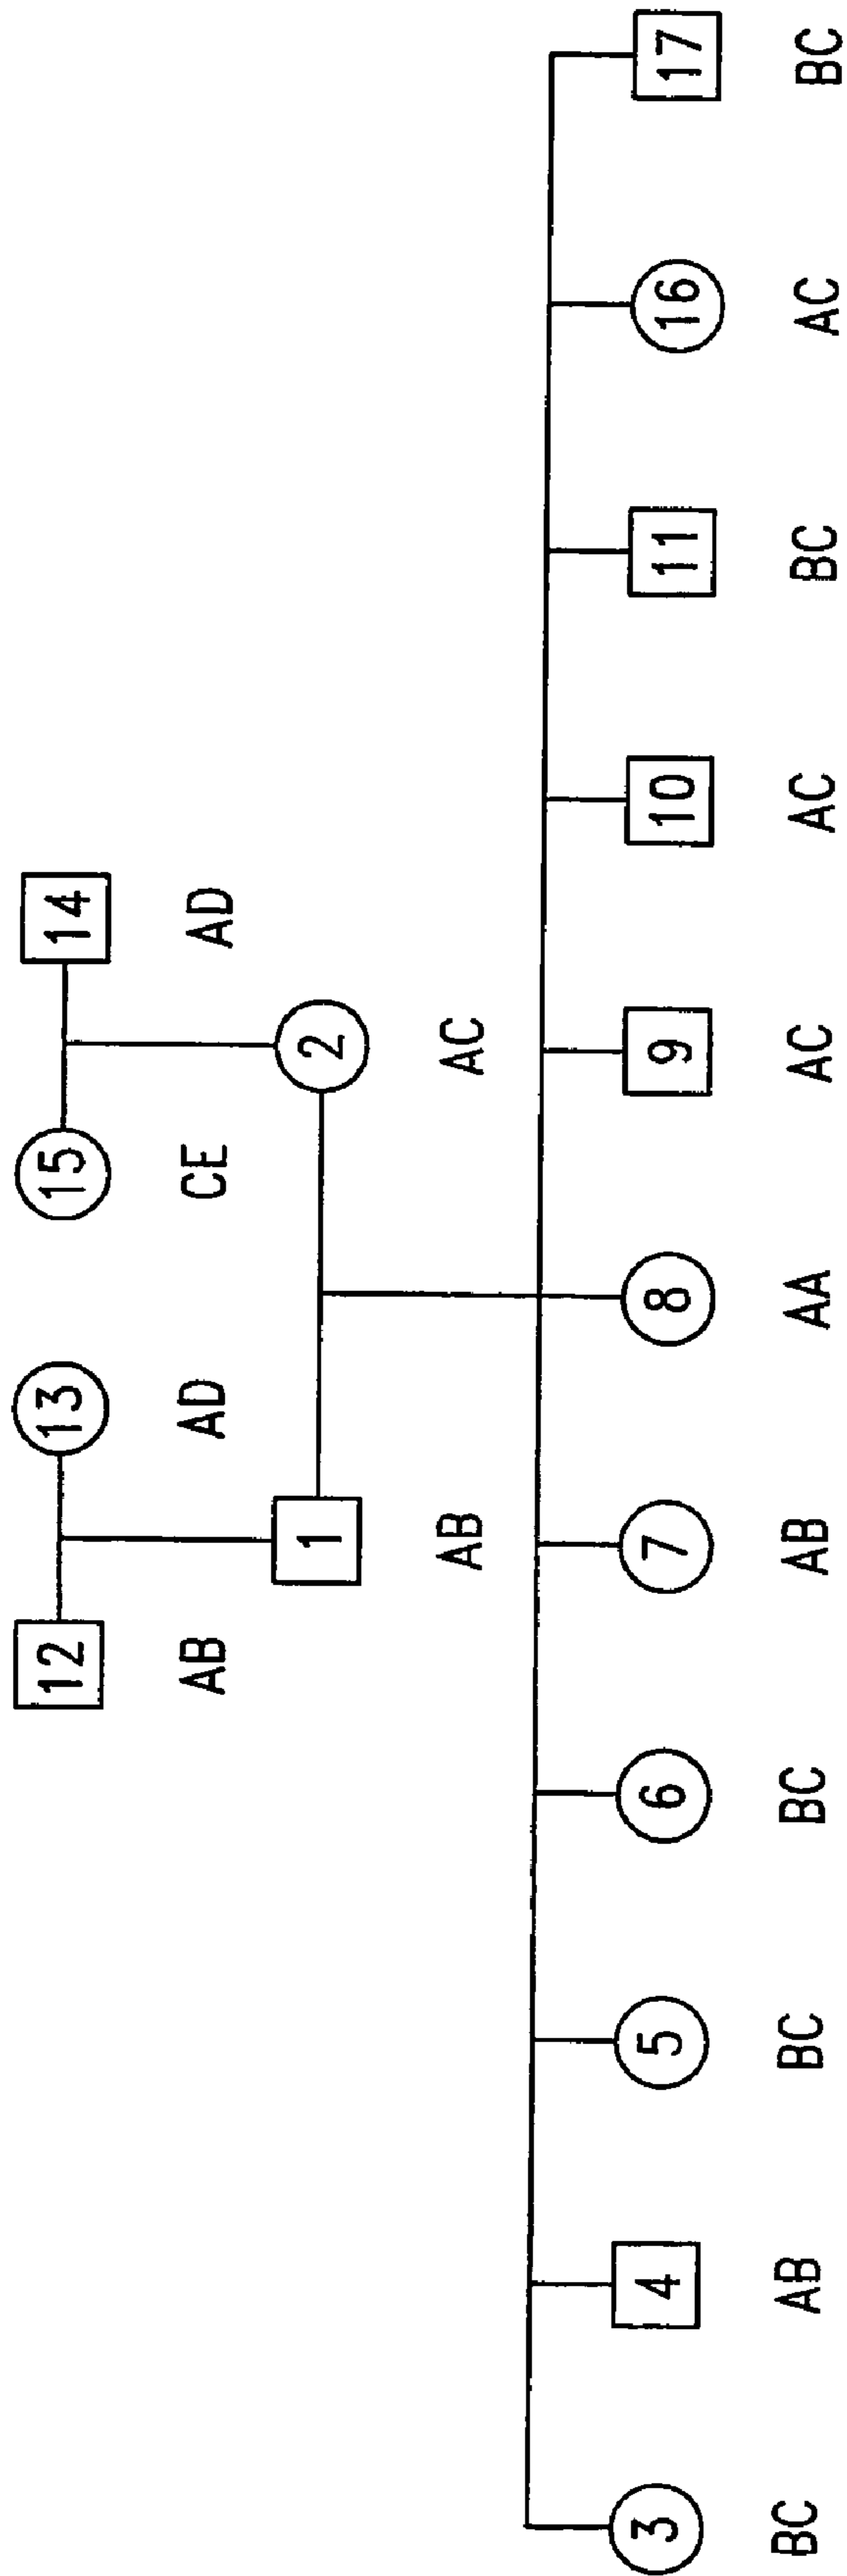 12 13 15 14
AB AD CE AD
1 2
AB AC
3 4 5 6 7 8 9 10 11 16 17
BC AB BC BC AB AA AC AC BC AC BC